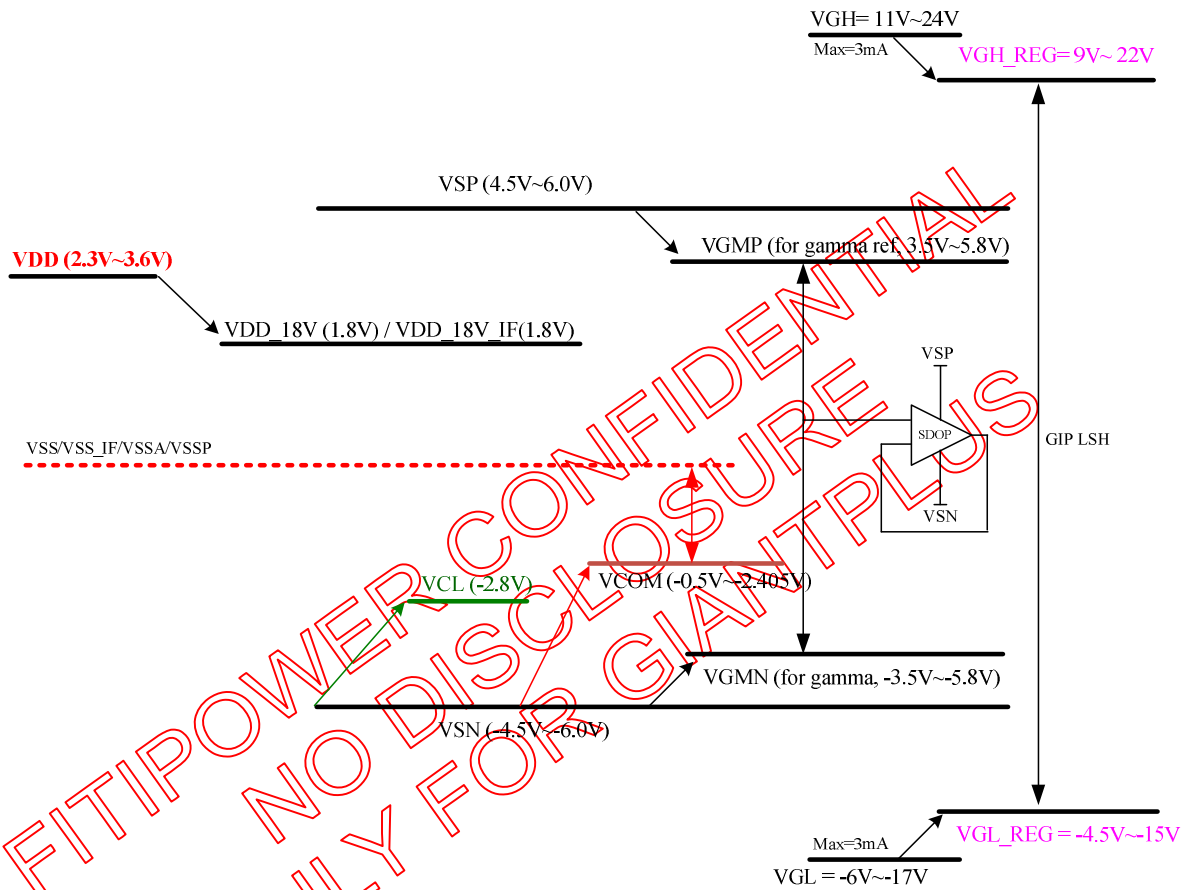 VGH= 11V~24V
Max=3mA
VGH_REG= 9V~ 22V
VSP (4.5V~6.0V)
VGMP (for gamma ref, 3.5V~5.8V)
VDD (2.3V~3.6V)
VDD_18V (1.8V) / VDD_18V_IF(1.8V)
VSP
SDOP
VSN
GIP LSH
VSS/VSS_IF/VSSA/VSSP
VCL (-2.8V)
VCOM (-0.5V~-2.405V)
VGMN (for gamma, -3.5V~-5.8V)
VSN (-4.5V~-6.0V)
Max=3mA
VGL_REG = -4.5V~-15V
VGL = -6V~-17V
FITIPOWER CONFIDENTIAL
NO DISCLOSURE
NLY FOR GIANTPLUS